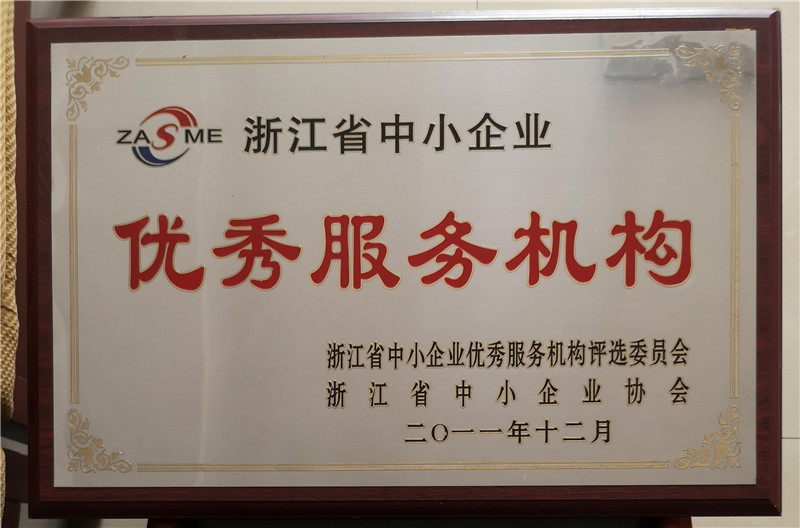 ZASME 浙江省中小企业
优秀服务机构
浙江省中小企业优秀服务机构评选委员会
浙江省中小企业协会
二〇一一年十二月